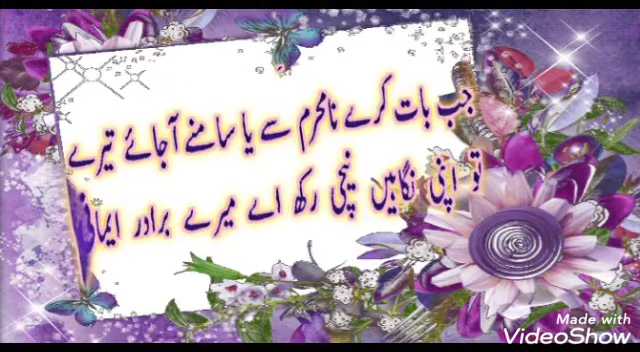 جب بات کرے نامحرم سے یا سامنے آجائے تیرے
تو اپنی نگاہیں نیچی رکھ اے میرے برادر ایمانی
Made with
VideoShow